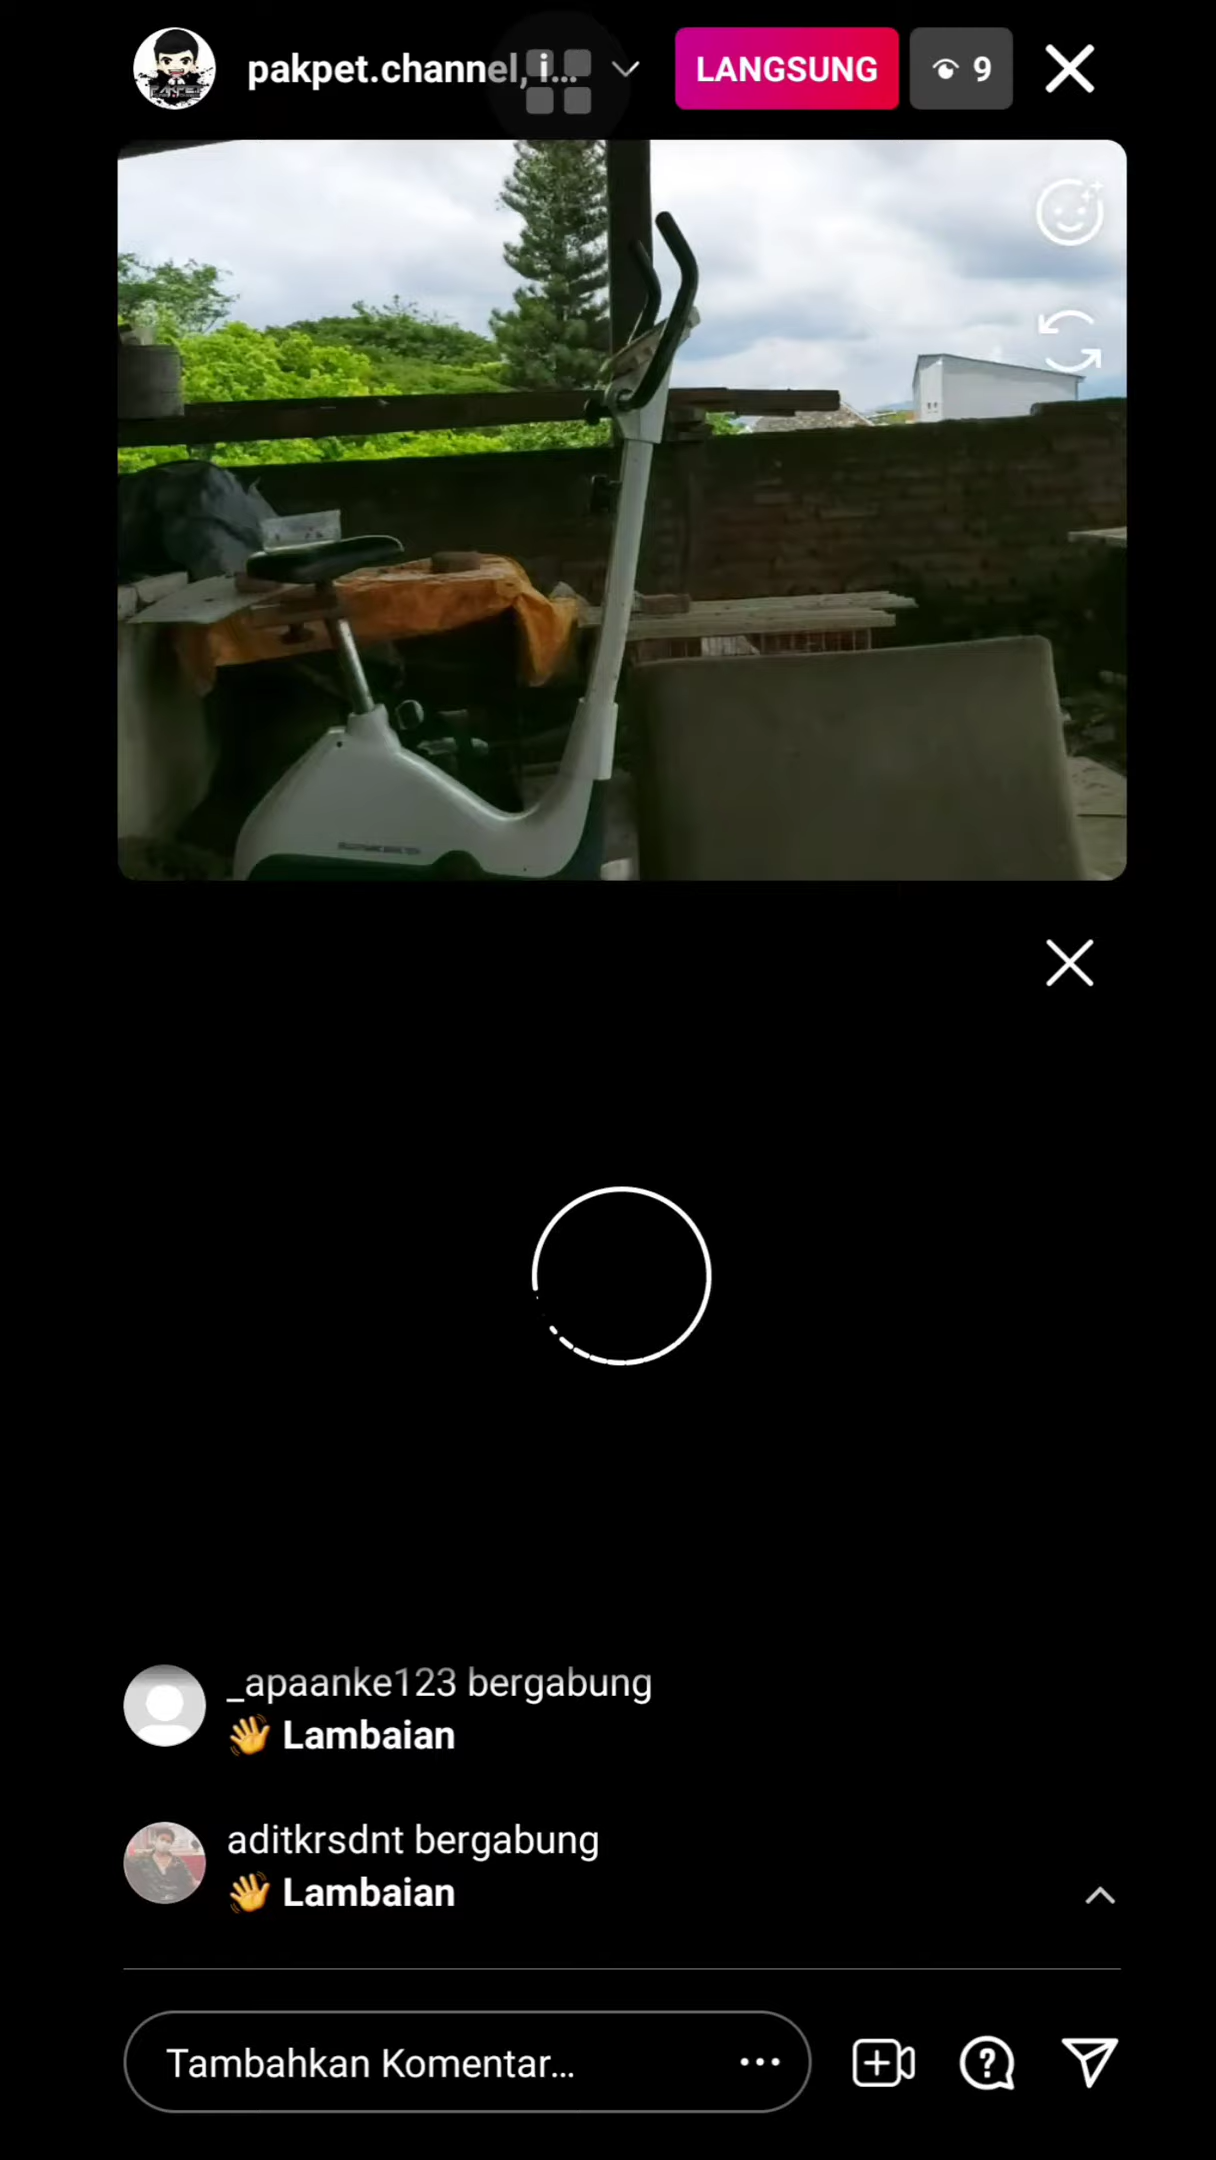 pakpet.channel, i...
LANGSUNG
9
_apaanke123 bergabung
👋 Lambaian
aditkrsdnt bergabung
👋 Lambaian
Tambahkan Komentar...